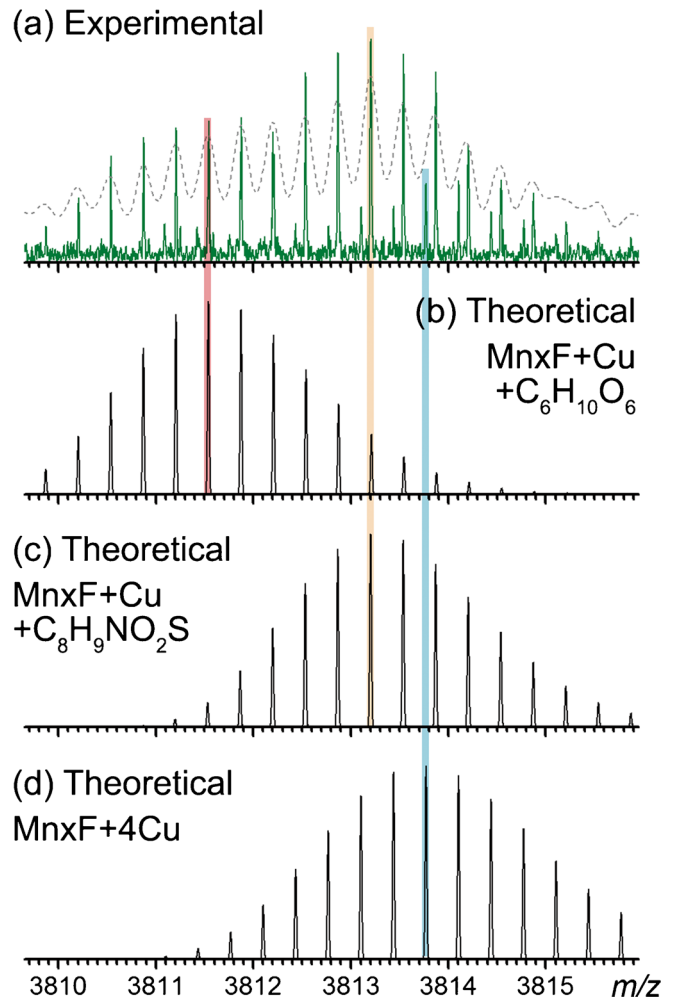 (a) Experimental
(b) Theoretical
MnxF+Cu
+C₆H₁₀O₆
(c) Theoretical
MnxF+Cu
+C₈H₉NO₂S
(d) Theoretical
MnxF+4Cu
3810 3811 3812 3813 3814 3815 m/z